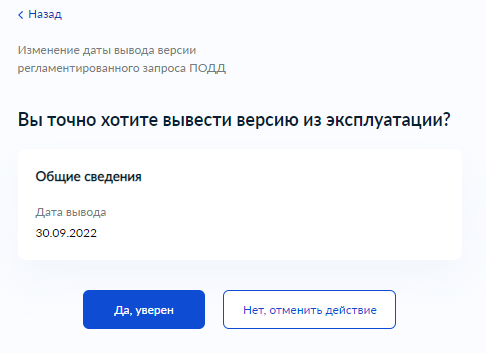 Назад
Изменение даты вывода версии
регламентированного запроса ПОДД
Вы точно хотите вывести версию из эксплуатации?
Общие сведения
Дата вывода
30.09.2022
Да, уверен
Нет, отменить действие